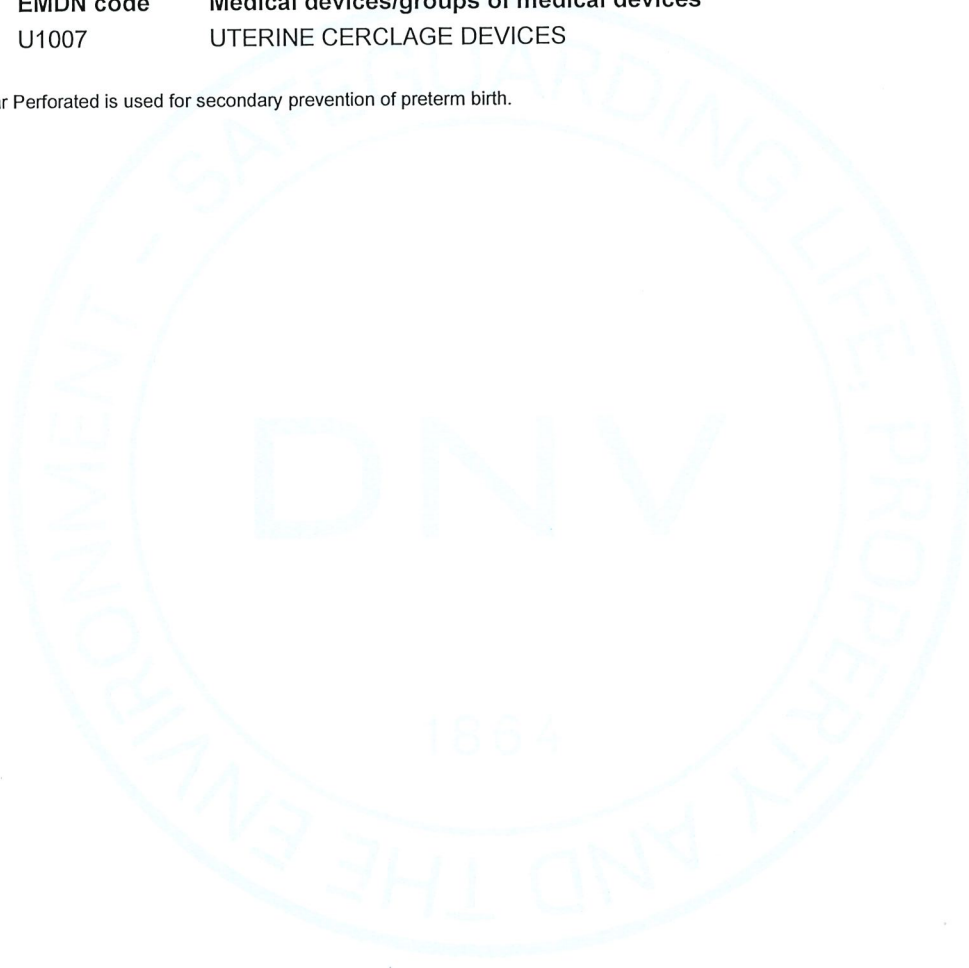 EMDN code Medical devices/groups of medical devices
U1007 UTERINE CERCLAGE DEVICES
r Perforated is used for secondary prevention of preterm birth.
SAFEGUARDING LIFE, PROPERTY AND THE ENVIRONMENT -
DNV
1864